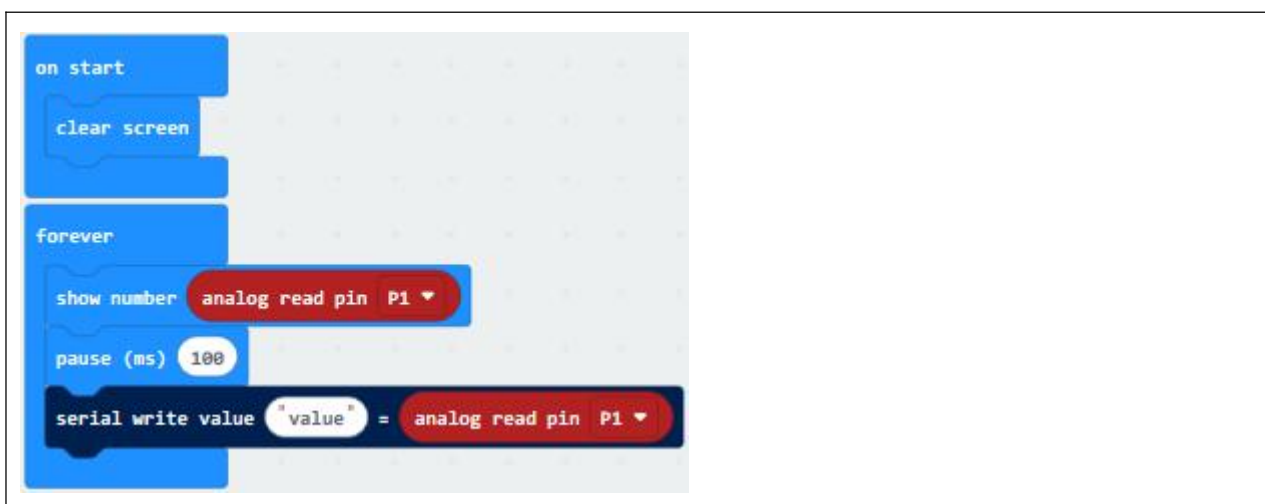 on start
clear screen
forever
show number analog read pin P1
pause (ms) 100
serial write value "value" = analog read pin P1